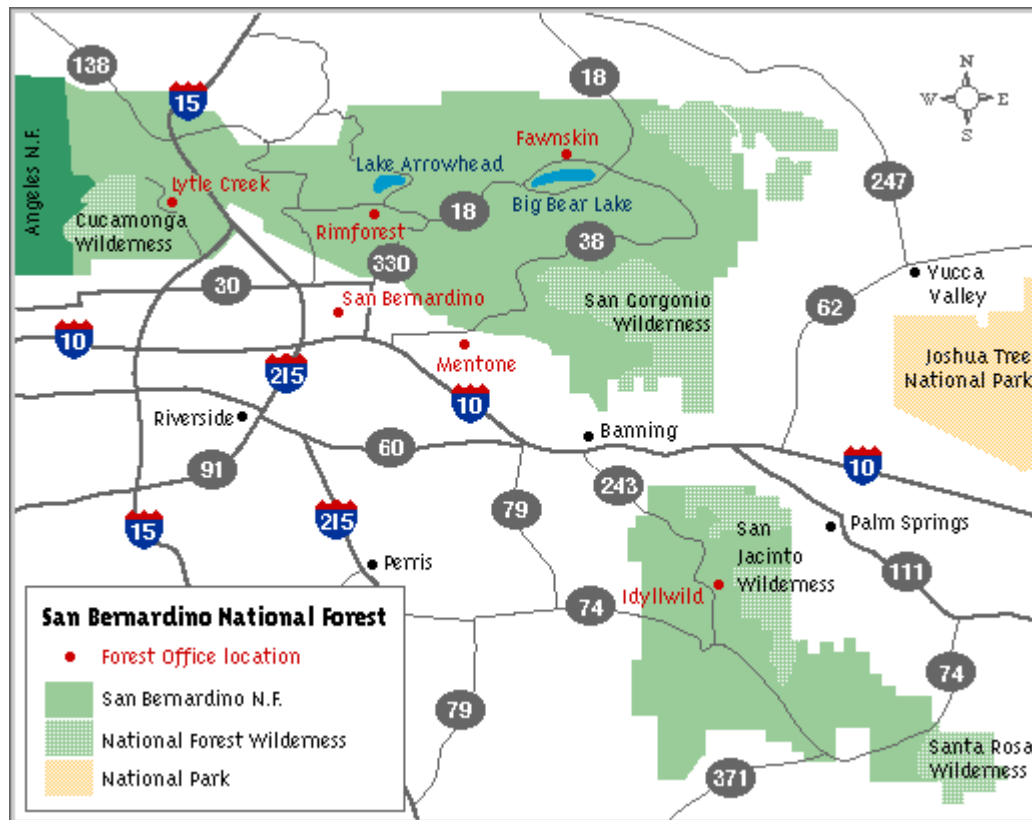 138
15
18
N
W
E
S
Angeles N.F.
Fawnskin
Lake Arrowhead
Lytle Creek
247
Cucamonga
Wilderness
Rimforest
18
Big Bear Lake
38
330
30
San Bernardino
San Gorgonio
Wilderness
Yucca
Valley
62
10
215
Mentone
Joshua Tree
National Park
10
Riverside
Banning
60
91
10
243
79
15
215
San
Jacinto
Wilderness
Palm Springs
Perris
111
Idyllwild
74
San Bernardino National Forest
Forest Office location
San Bernardino N.F.
National Forest Wilderness
National Park
74
79
371
Santa Rosa
Wilderness